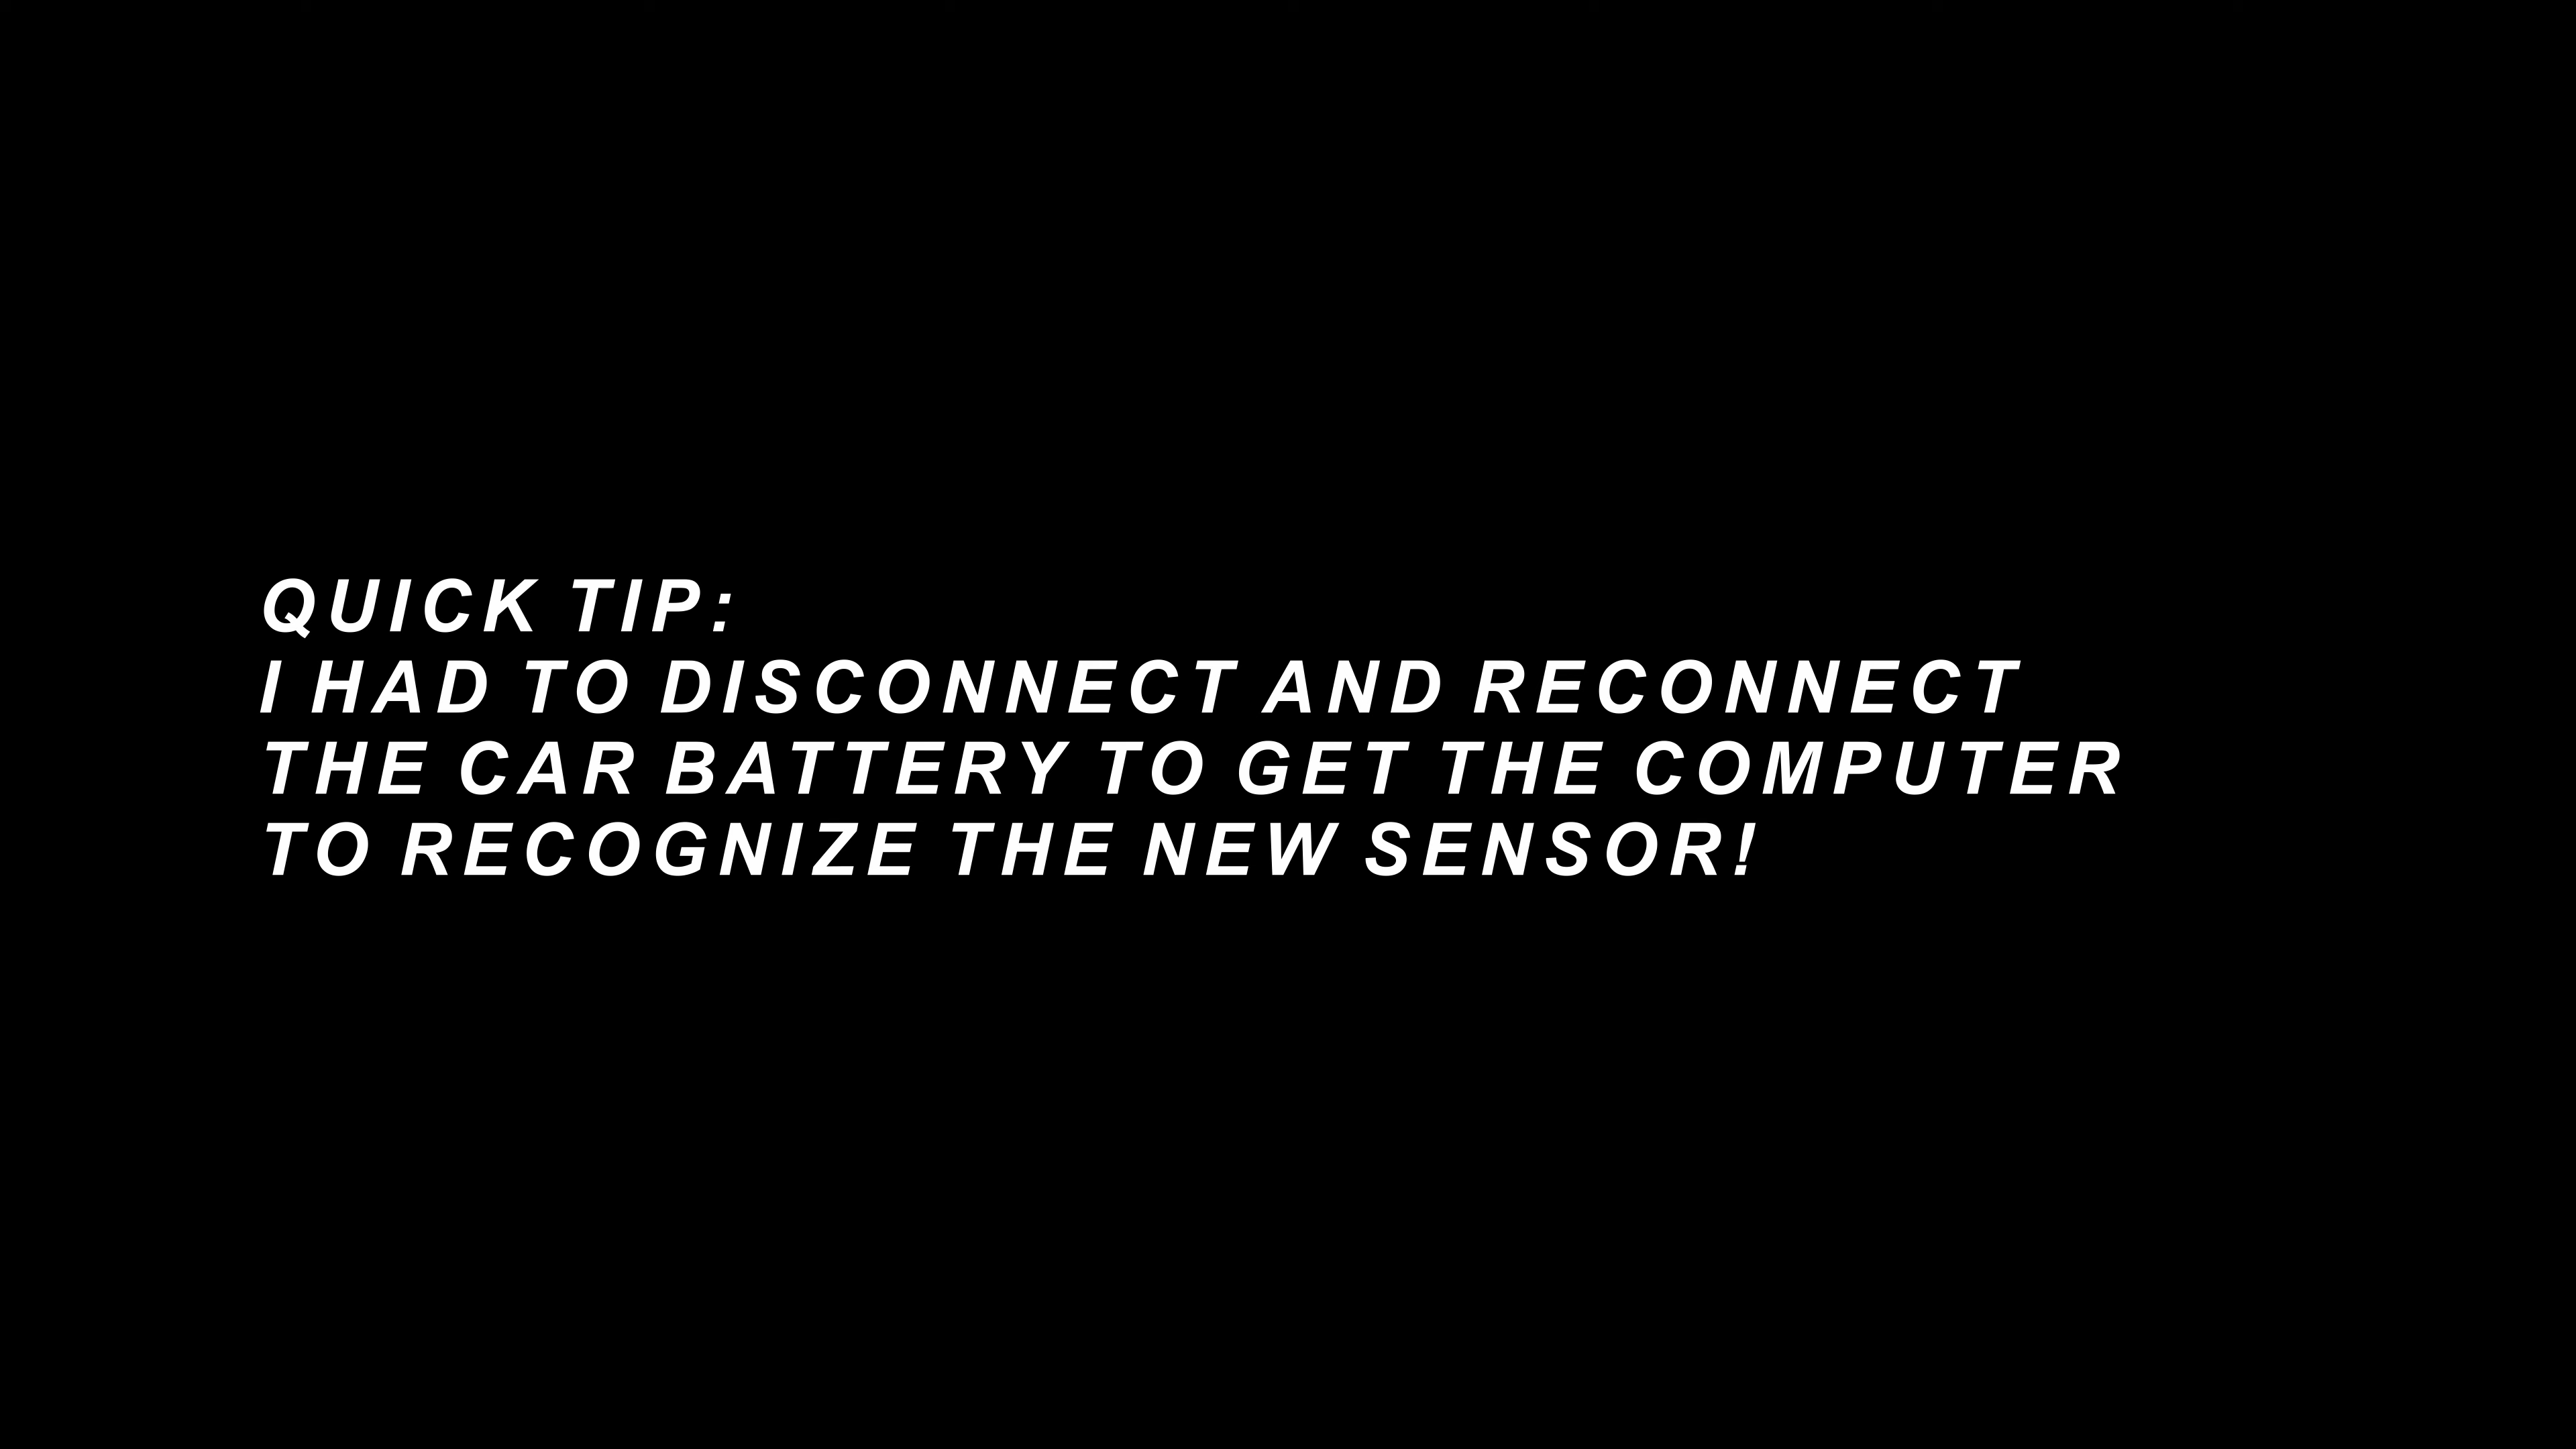 QUICK TIP:
I HAD TO DISCONNECT AND RECONNECT
THE CAR BATTERY TO GET THE COMPUTER
TO RECOGNIZE THE NEW SENSOR!